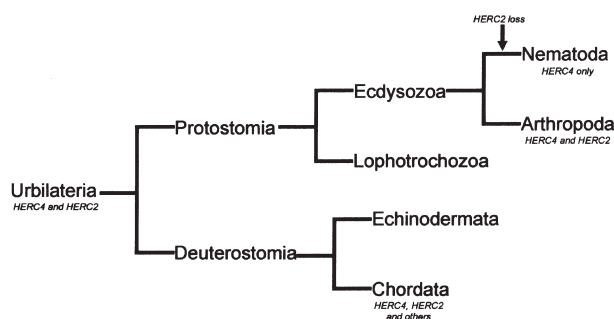 HERC2 loss
Nematoda
HERC4 only
Ecdysozoa
Arthropoda
HERC4 and HERC2
Protostomia
Lophotrochozoa
Urbilateria
HERC4 and HERC2
Echinodermata
Deuterostomia
Chordata
HERC4, HERC2
and others